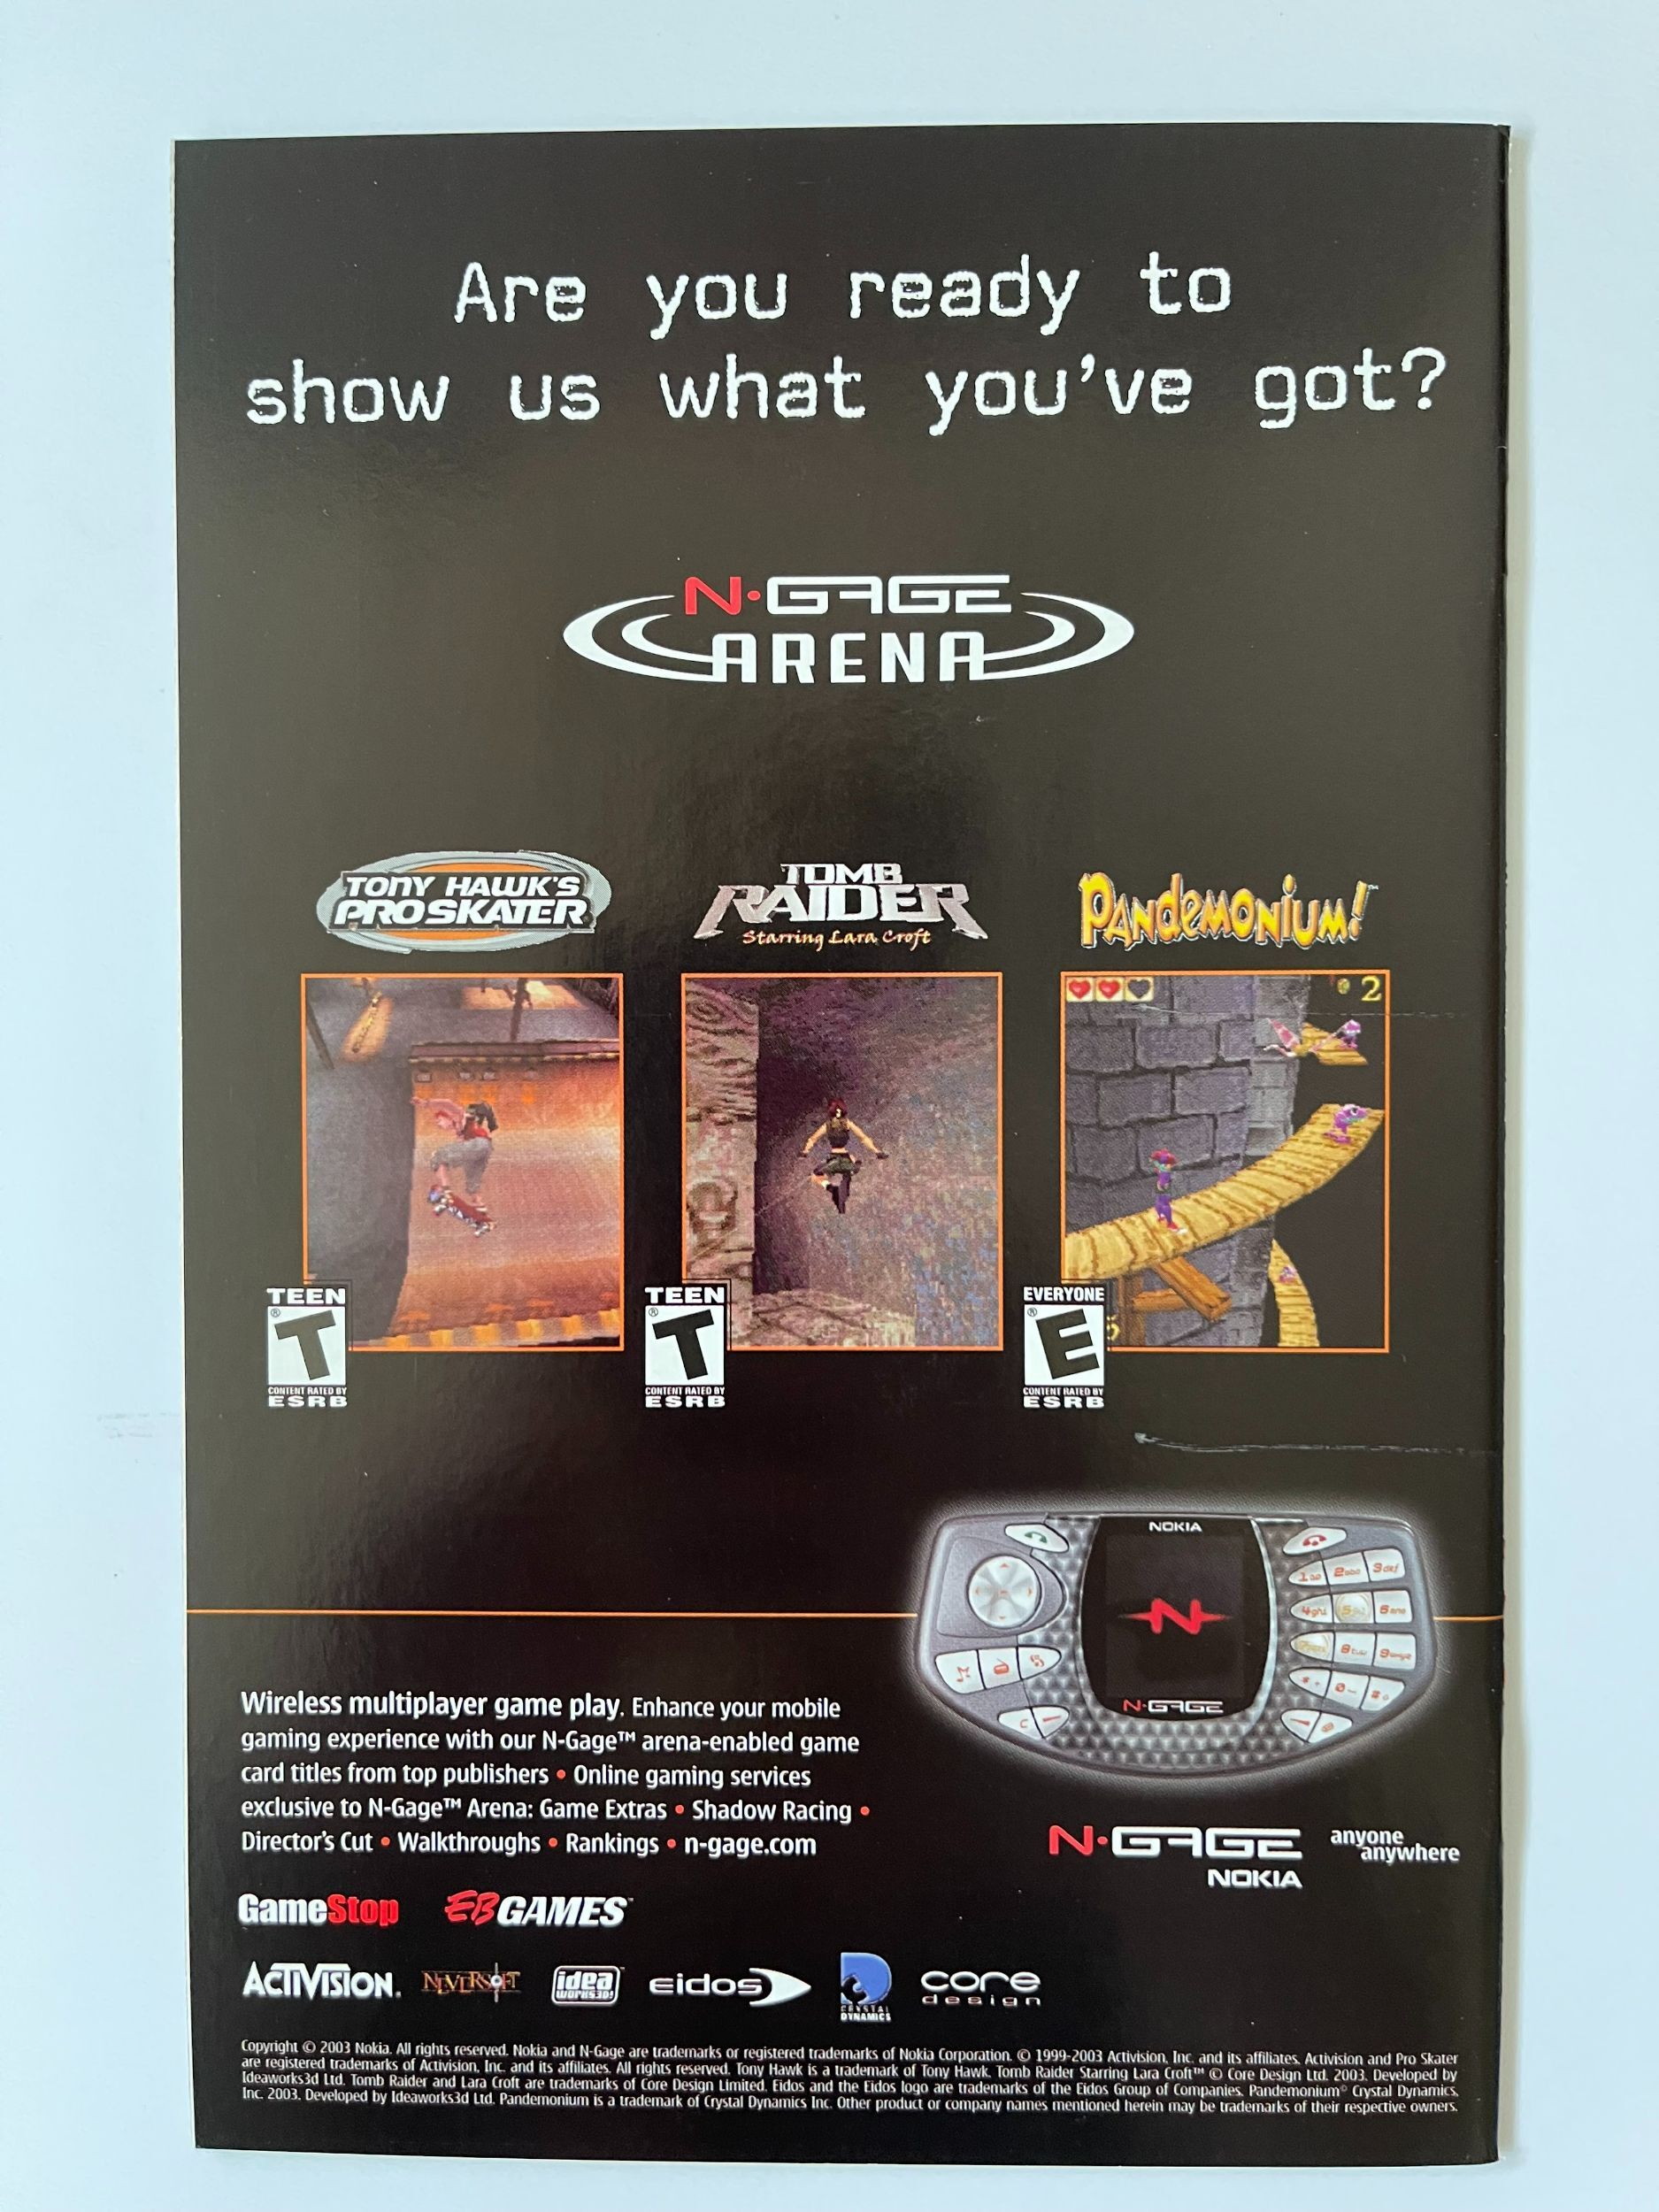 Are you ready to
show us what you've got?
N·GAGE
ARENA
TONY HAWK'S
PRO SKATER
TOMB
RAIDER
Starring Lara Croft
PANDEMONIUM!™
2
TEEN
T
®
CONTENT RATED BY
ESRB
TEEN
T
®
CONTENT RATED BY
ESRB
EVERYONE
E
®
CONTENT RATED BY
ESRB
NOKIA
N
N·GAGE
Wireless multiplayer game play. Enhance your mobile
gaming experience with our N-Gage™ arena-enabled game
card titles from top publishers • Online gaming services
exclusive to N-Gage™ Arena: Game Extras • Shadow Racing •
Director's Cut • Walkthroughs • Rankings • n-gage.com
N·GAGE
NOKIA
anyone
anywhere
GameStop EB GAMES™
ACTIVISION. NEVERSOFT idea WORKS3D! eidos CRYSTAL DYNAMICS core design
Copyright © 2003 Nokia. All rights reserved. Nokia and N-Gage are trademarks or registered trademarks of Nokia Corporation. © 1999-2003 Activision, Inc. and its affiliates. Activision and Pro Skater
are registered trademarks of Activision, Inc. and its affiliates. All rights reserved. Tony Hawk is a trademark of Tony Hawk. Tomb Raider Starring Lara Croft™ © Core Design Ltd. 2003. Developed by
Ideaworks3d Ltd. Tomb Raider and Lara Croft are trademarks of Core Design Limited. Eidos and the Eidos logo are trademarks of the Eidos Group of Companies. Pandemonium© Crystal Dynamics,
Inc. 2003. Developed by Ideaworks3d Ltd. Pandemonium is a trademark of Crystal Dynamics Inc. Other product or company names mentioned herein may be trademarks of their respective owners.